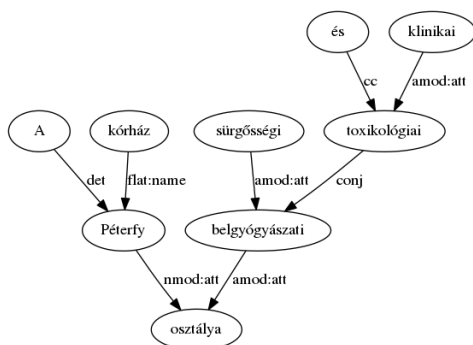 és klinikai
cc amod:att
A kórház sürgősségi toxikológiai
det flat:name amod:att conj
Péterfy belgyógyászati
nmod:att amod:att
osztálya